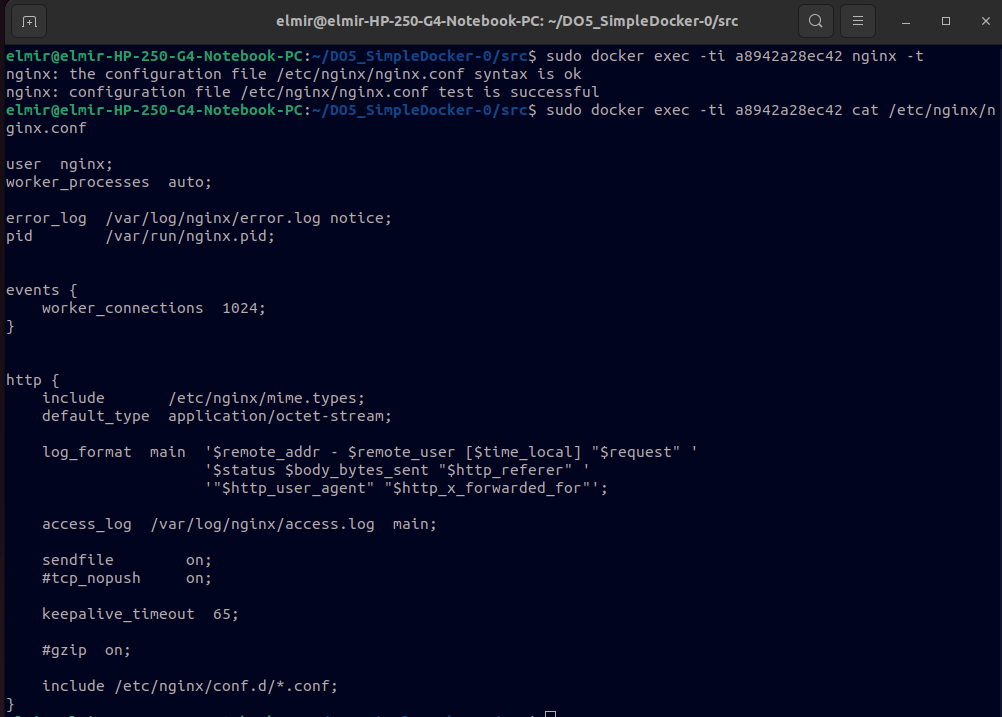 elmir@elmir-HP-250-G4-Notebook-PC: ~/DO5_SimpleDocker-0/src
elmir@elmir-HP-250-G4-Notebook-PC:~/DO5_SimpleDocker-0/src$ sudo docker exec -ti a8942a28ec42 nginx -t
nginx: the configuration file /etc/nginx/nginx.conf syntax is ok
nginx: configuration file /etc/nginx/nginx.conf test is successful
elmir@elmir-HP-250-G4-Notebook-PC:~/DO5_SimpleDocker-0/src$ sudo docker exec -ti a8942a28ec42 cat /etc/nginx/n
ginx.conf
user  nginx;
worker_processes  auto;
error_log  /var/log/nginx/error.log notice;
pid        /var/run/nginx.pid;
events {
    worker_connections  1024;
}
http {
    include       /etc/nginx/mime.types;
    default_type  application/octet-stream;
    log_format  main  '$remote_addr - $remote_user [$time_local] "$request" '
                      '$status $body_bytes_sent "$http_referer" '
                      '"$http_user_agent" "$http_x_forwarded_for"';
    access_log  /var/log/nginx/access.log  main;
    sendfile        on;
    #tcp_nopush     on;
    keepalive_timeout  65;
    #gzip  on;
    include /etc/nginx/conf.d/*.conf;
}